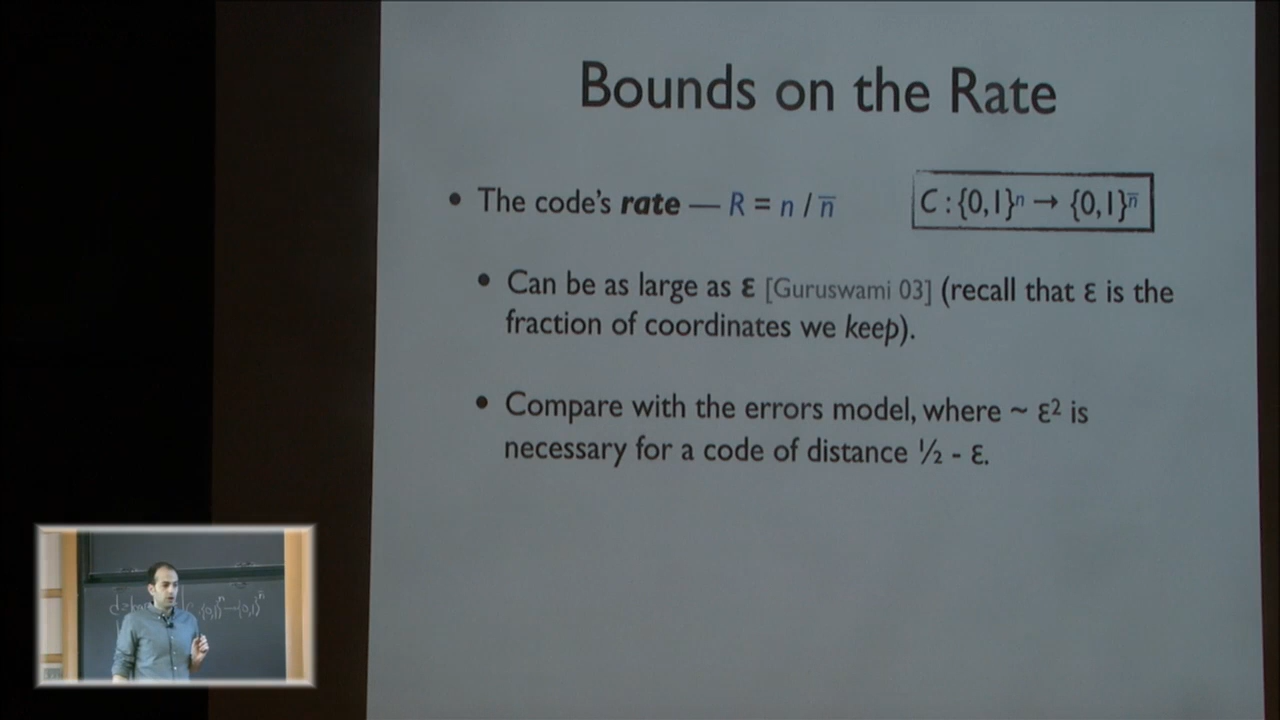 Bounds on the Rate
• The code's rate — R = n / n̅
C : {0,1}ⁿ → {0,1}ⁿ̅
• Can be as large as ε [Guruswami 03] (recall that ε is the
fraction of coordinates we keep).
• Compare with the errors model, where ~ ε² is
necessary for a code of distance ½ - ε.